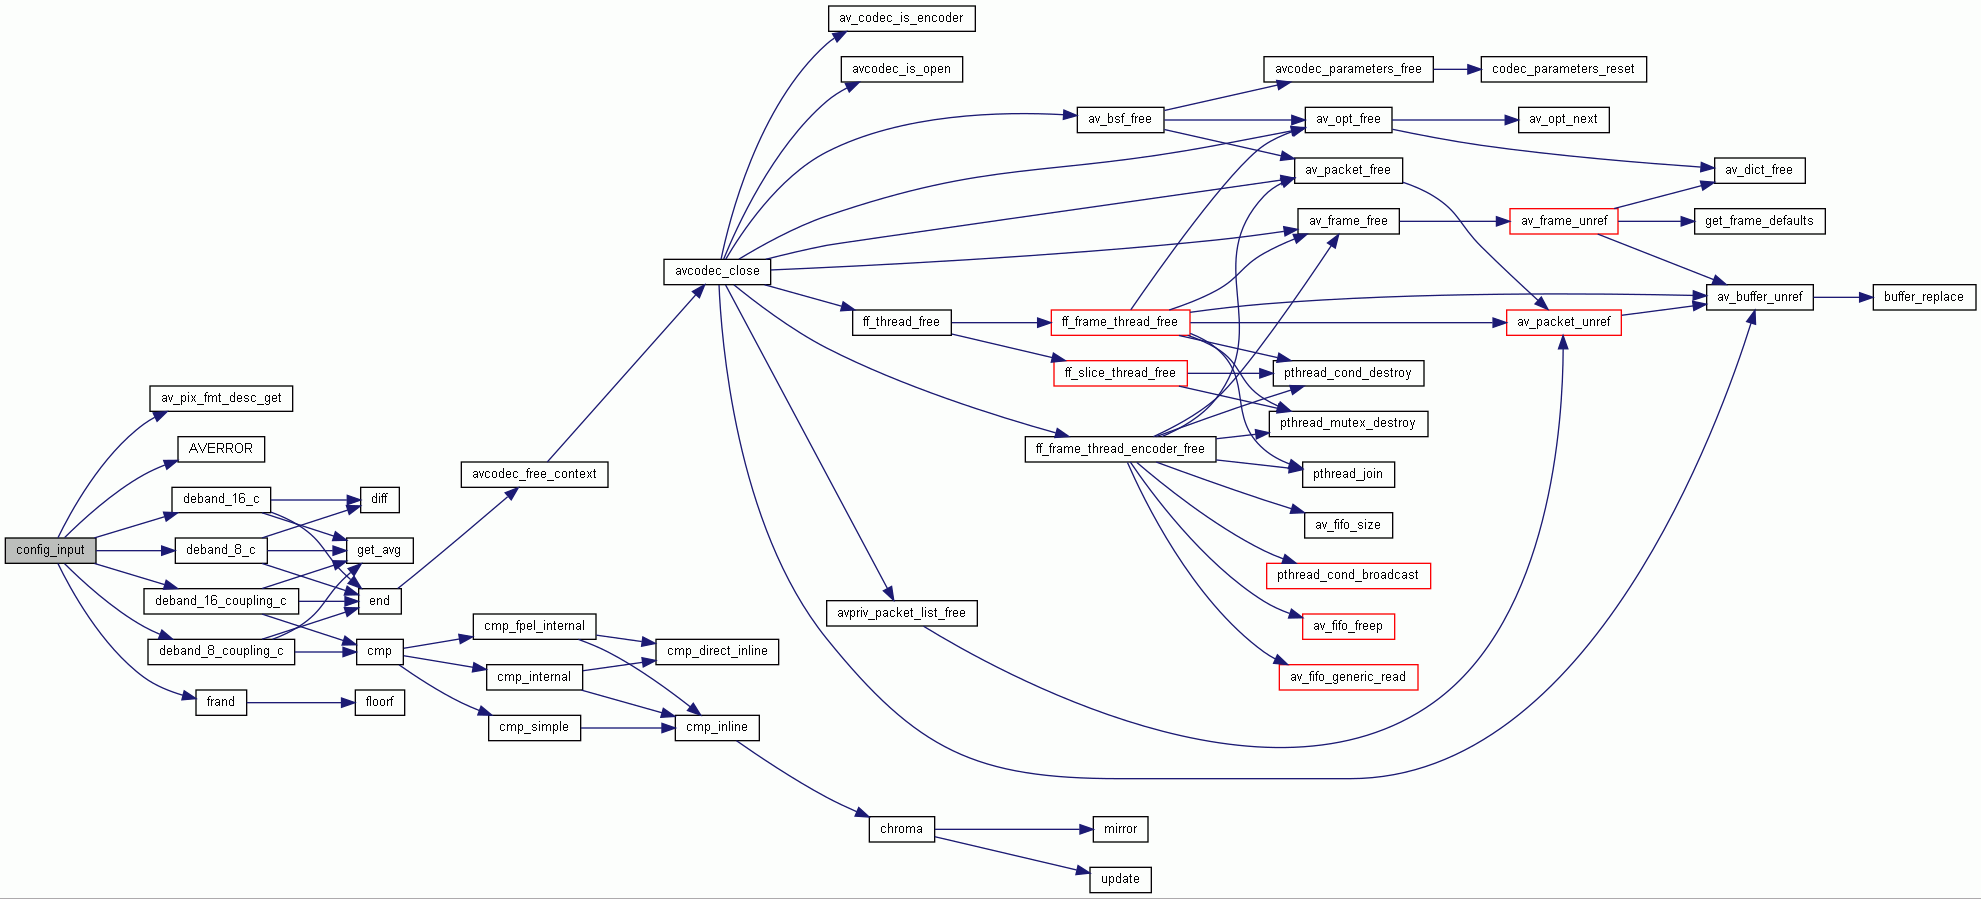 av_codec_is_encoder
avcodec_is_open
avcodec_parameters_free
codec_parameters_reset
av_bsf_free
av_opt_free
av_opt_next
av_packet_free
av_dict_free
av_frame_free
av_frame_unref
get_frame_defaults
avcodec_close
av_buffer_unref
buffer_replace
ff_thread_free
ff_frame_thread_free
av_packet_unref
ff_slice_thread_free
pthread_cond_destroy
av_pix_fmt_desc_get
pthread_mutex_destroy
AVERROR
ff_frame_thread_encoder_free
avcodec_free_context
pthread_join
deband_16_c
diff
av_fifo_size
config_input
deband_8_c
get_avg
pthread_cond_broadcast
deband_16_coupling_c
end
avpriv_packet_list_free
cmp_fpel_internal
av_fifo_freep
deband_8_coupling_c
cmp
cmp_direct_inline
cmp_internal
av_fifo_generic_read
frand
floorf
cmp_simple
cmp_inline
chroma
mirror
update